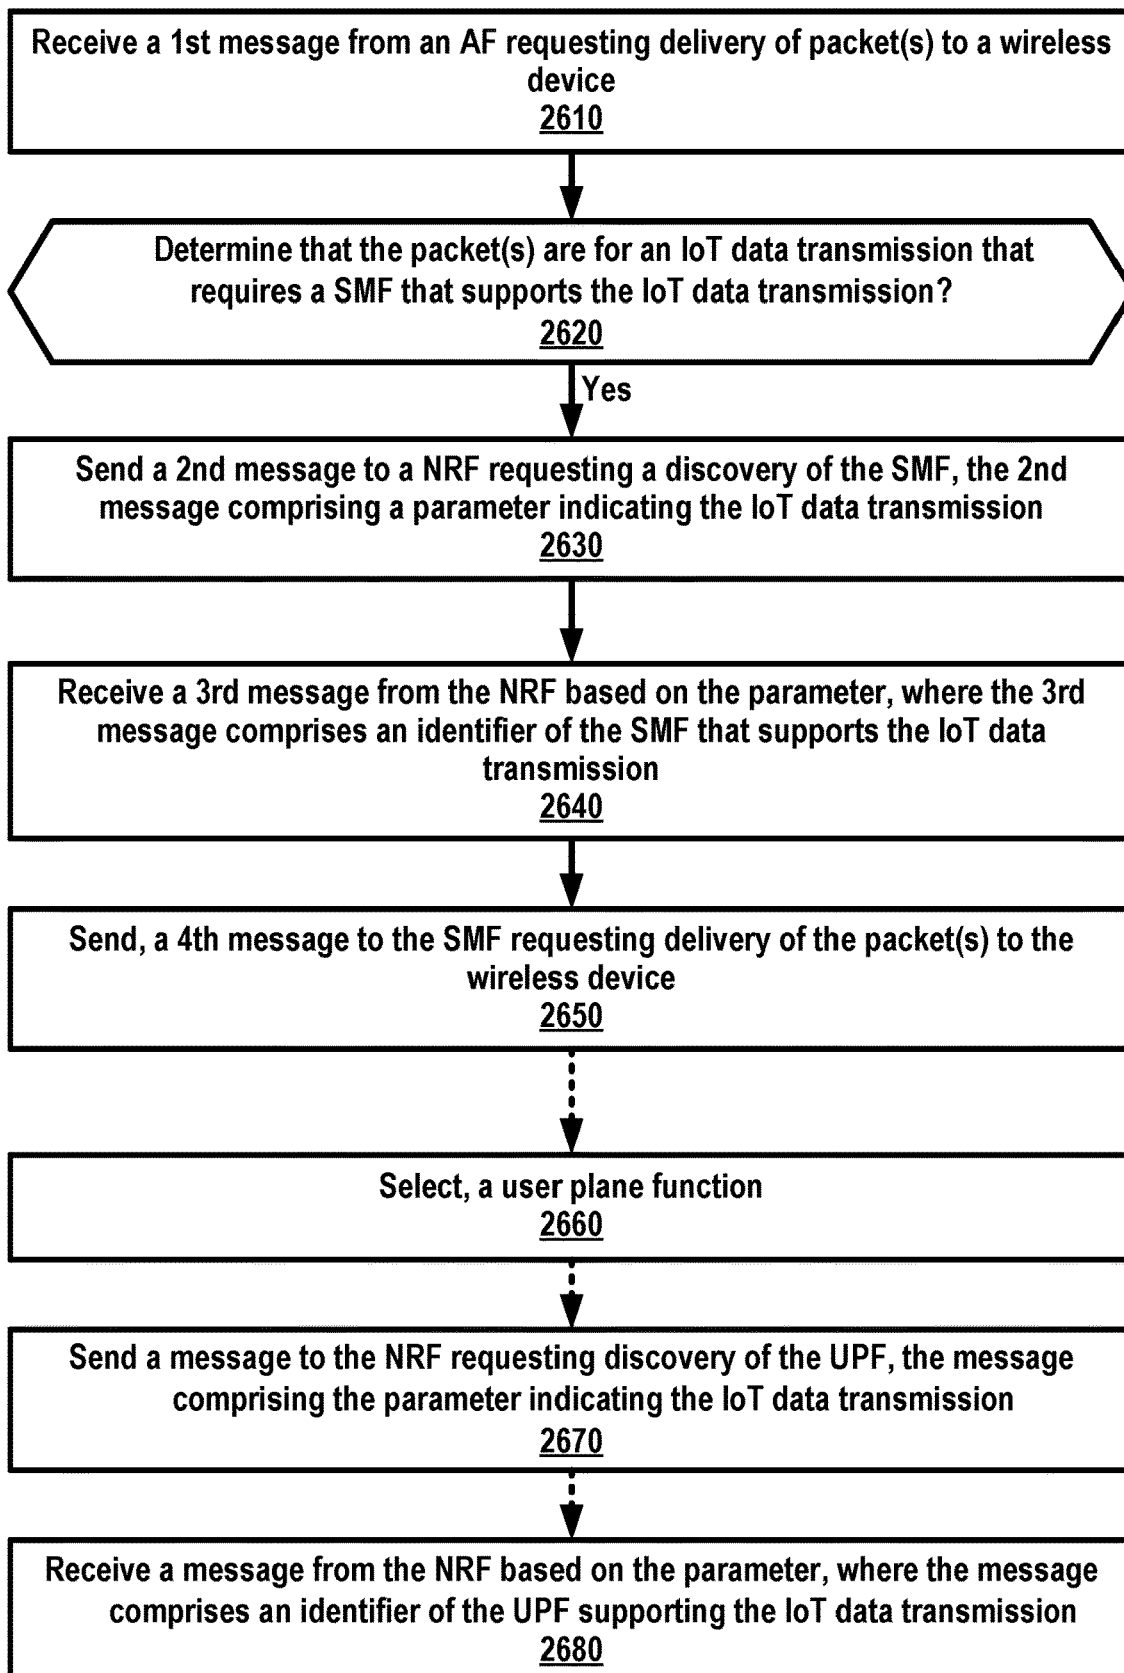 Receive a 1st message from an AF requesting delivery of packet(s) to a wireless
device
2610
Determine that the packet(s) are for an IoT data transmission that
requires a SMF that supports the IoT data transmission?
2620
Yes
Send a 2nd message to a NRF requesting a discovery of the SMF, the 2nd
message comprising a parameter indicating the IoT data transmission
2630
Receive a 3rd message from the NRF based on the parameter, where the 3rd
message comprises an identifier of the SMF that supports the IoT data
transmission
2640
Send, a 4th message to the SMF requesting delivery of the packet(s) to the
wireless device
2650
Select, a user plane function
2660
Send a message to the NRF requesting discovery of the UPF, the message
comprising the parameter indicating the IoT data transmission
2670
Receive a message from the NRF based on the parameter, where the message
comprises an identifier of the UPF supporting the IoT data transmission
2680